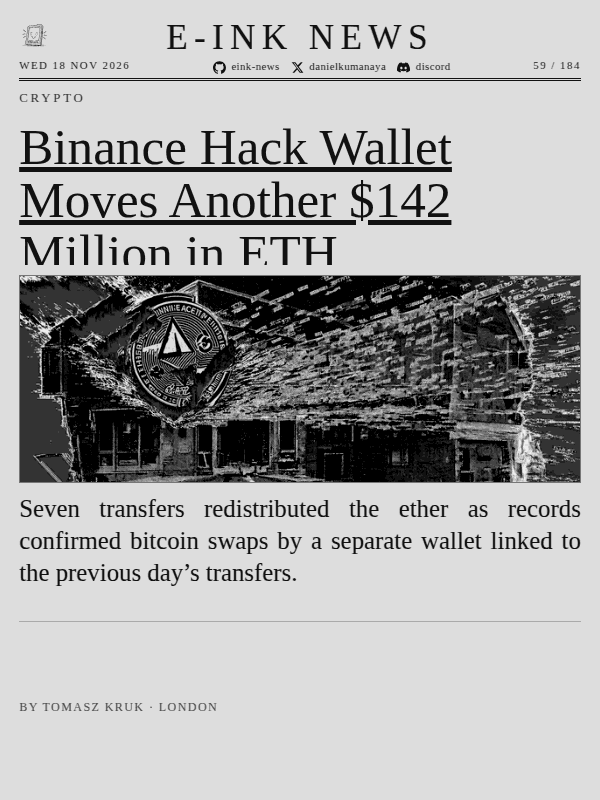 E-INK NEWS
WED 18 NOV 2026
eink-news danielkumanaya discord
59 / 184
CRYPTO
Binance Hack Wallet
Moves Another $142
Million in ETH
Seven transfers redistributed the ether as records
confirmed bitcoin swaps by a separate wallet linked to
the previous day’s transfers.
BY TOMASZ KRUK · LONDON